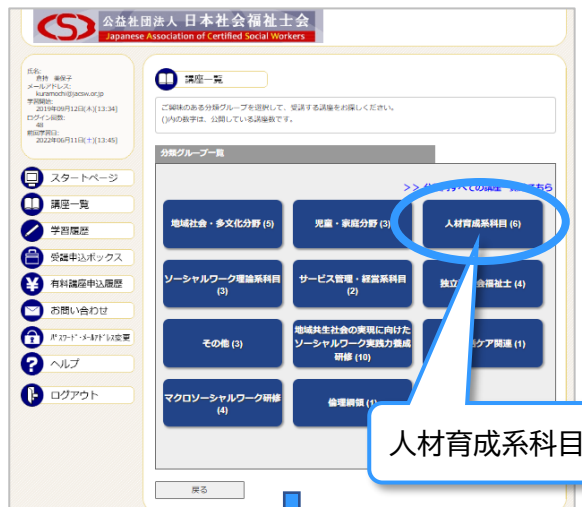 公益社団法人 日本社会福祉士会
Japanese Association of Certified Social Workers
氏名:
倉持 美保子
メールアドレス:
kuramochi@jacsw.or.jp
学習開始:
2019年09月12日(木)(13:34)
ログイン回数:
48
前回学習日:
2022年06月11日(土)(13:45)
スタートページ
講座一覧
学習履歴
受講申込ボックス
有料講座申込履歴
お問い合わせ
パスワード・メールアドレス変更
ヘルプ
ログアウト
講座一覧
ご興味のある分類グループを選択して、受講する講座をお探しください。
()内の数字は、公開している講座数です。
分類グループ一覧
>>
地域社会・多文化分野 (5)
児童・家庭分野 (3)
人材育成系科目 (6)
ソーシャルワーク理論系科目
(3)
サービス管理・経営系科目
(2)
会福祉士 (4)
その他 (3)
地域共生社会の実現に向けた
ソーシャルワーク実践力養成
研修 (10)
ケア関連 (1)
マクロソーシャルワーク研修
(4)
倫理綱領
人材育成系科目
戻る